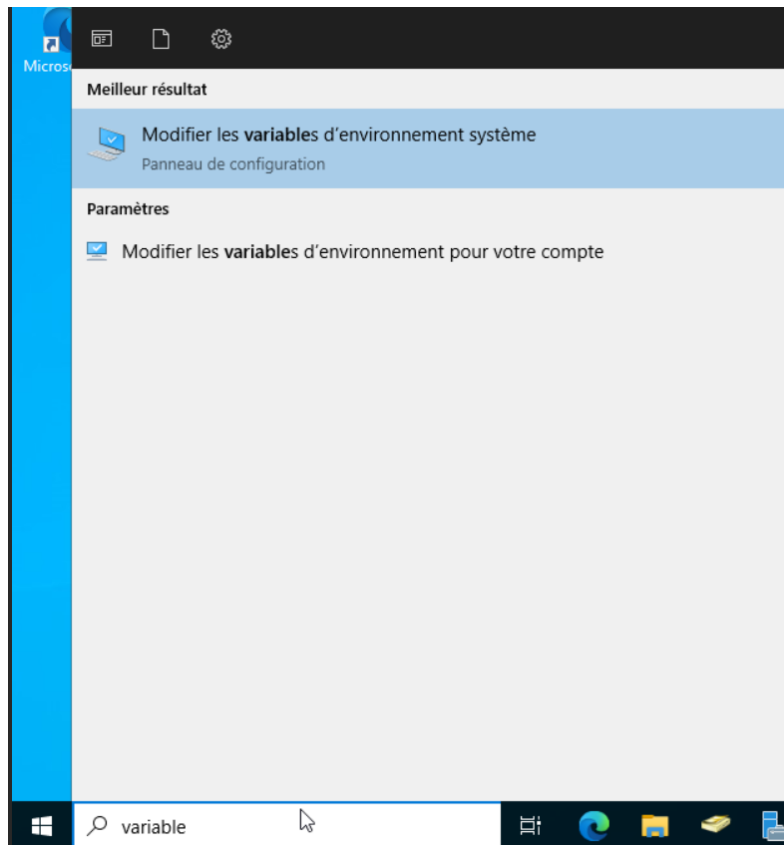 Micros
Meilleur résultat
Modifier les variables d’environnement système
Panneau de configuration
Paramètres
Modifier les variables d’environnement pour votre compte
variable